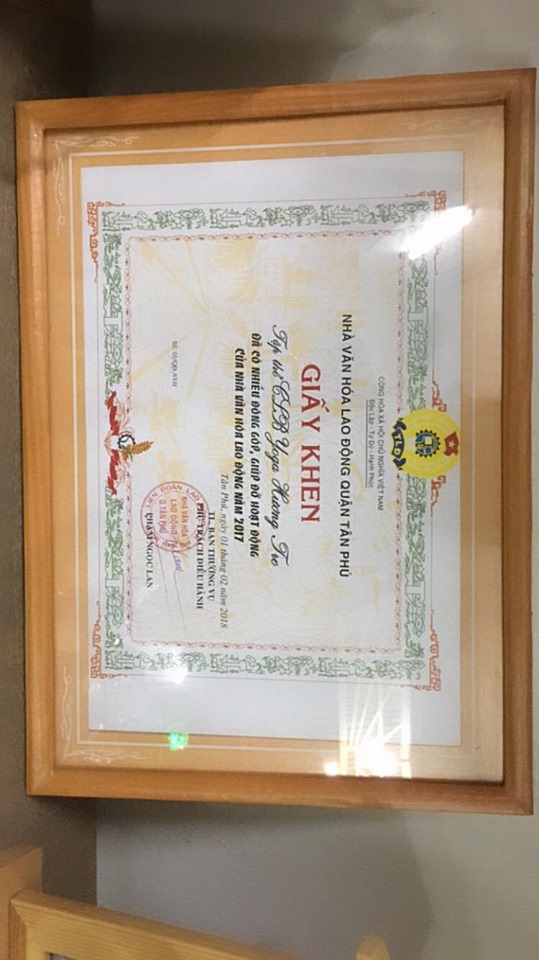 TLĐ
CỘNG HÒA XÃ HỘI CHỦ NGHĨA VIỆT NAM
Độc Lập - Tự Do - Hạnh Phúc
NHÀ VĂN HÓA LAO ĐỘNG QUẬN TÂN PHÚ
GIẤY KHEN
Tập thể CLB Yoga Hương Tre
ĐÃ CÓ NHIỀU ĐÓNG GÓP, GIÚP ĐỠ HOẠT ĐỘNG
CỦA NHÀ VĂN HÓA LAO ĐỘNG NĂM 2017
Tân Phú, ngày 01 tháng 02 năm 2018
TL. BAN THƯỜNG VỤ
PHỤ TRÁCH ĐIỀU HÀNH
NHÀ VĂN HÓA
LAO ĐỘNG
Q.TÂN PHÚ
Số: 01/QĐ-NVH
PHẠM NGỌC LAN